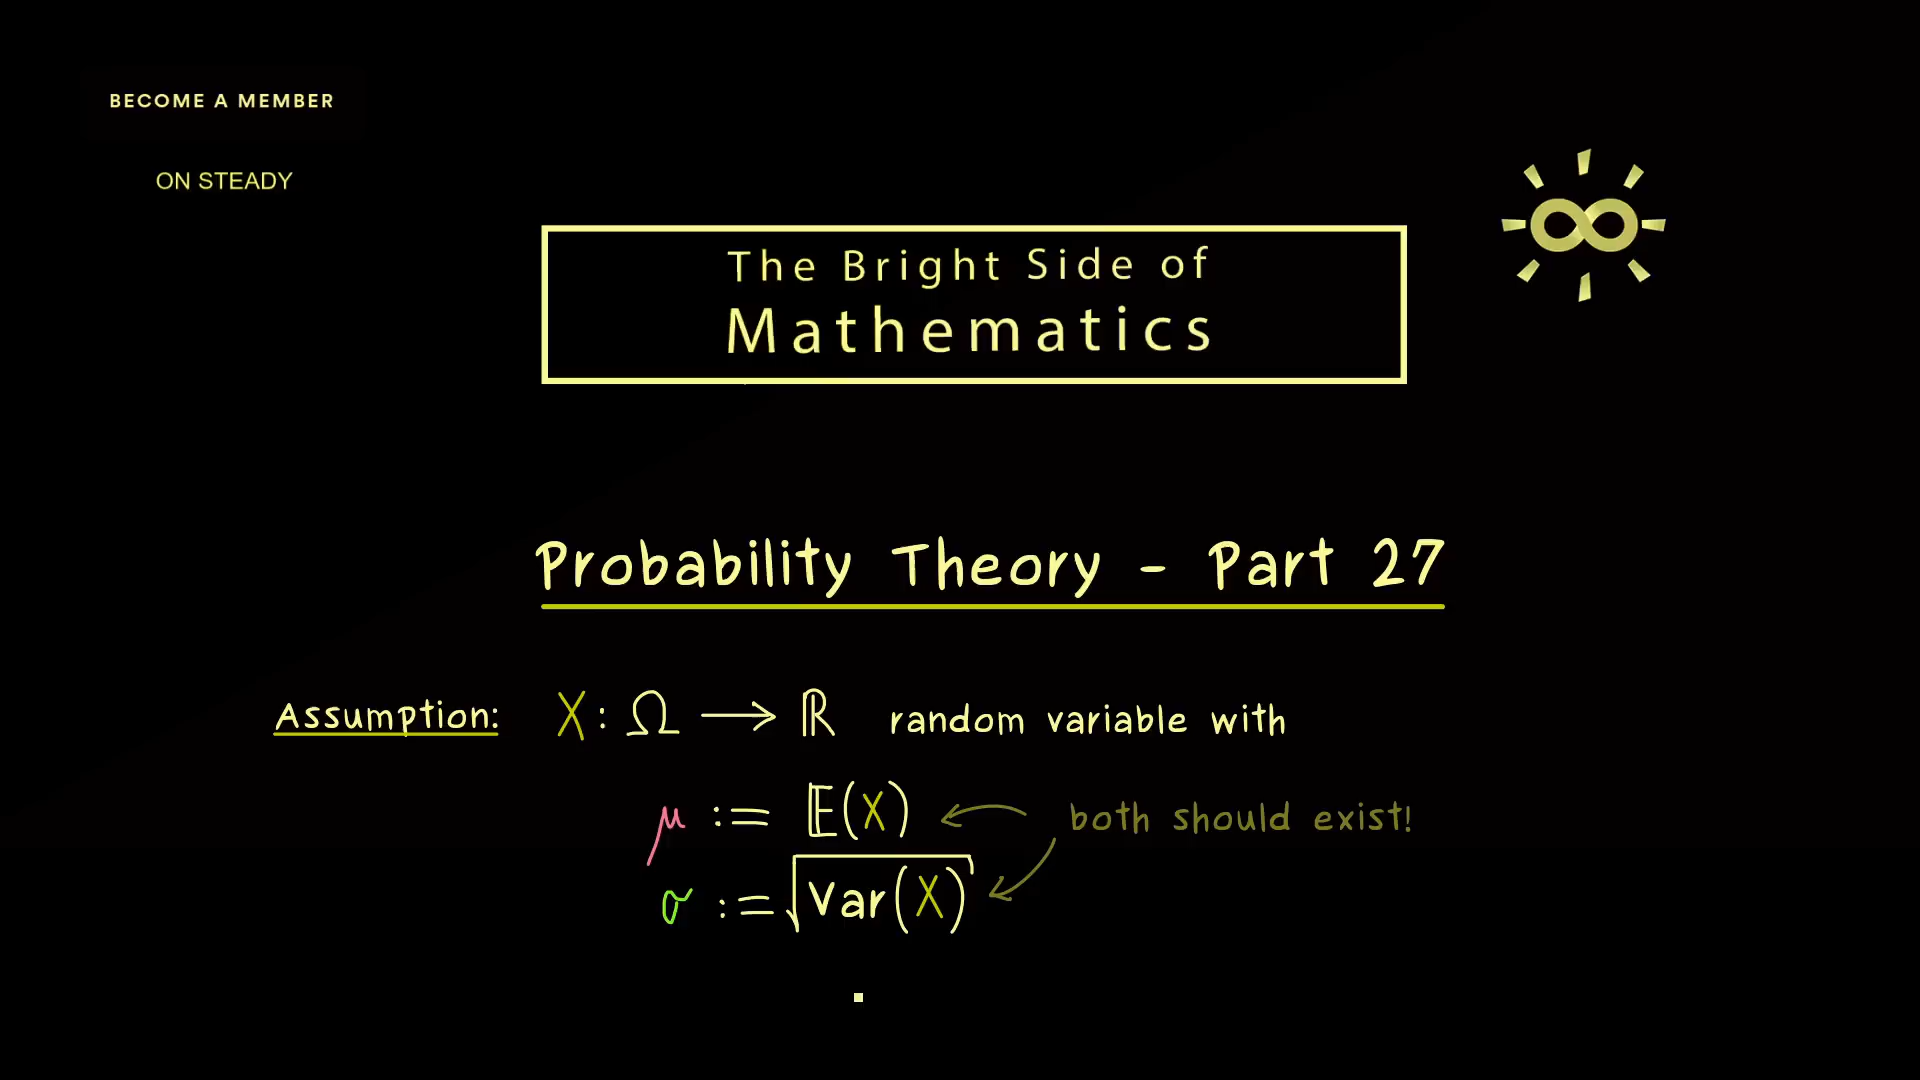 BECOME A MEMBER
ON STEADY
The Bright Side of
Mathematics
Probability Theory - Part 27
Assumption: X: Ω ⟶ ℝ random variable with
μ := 𝔼(X) both should exist!
σ := √Var(X)